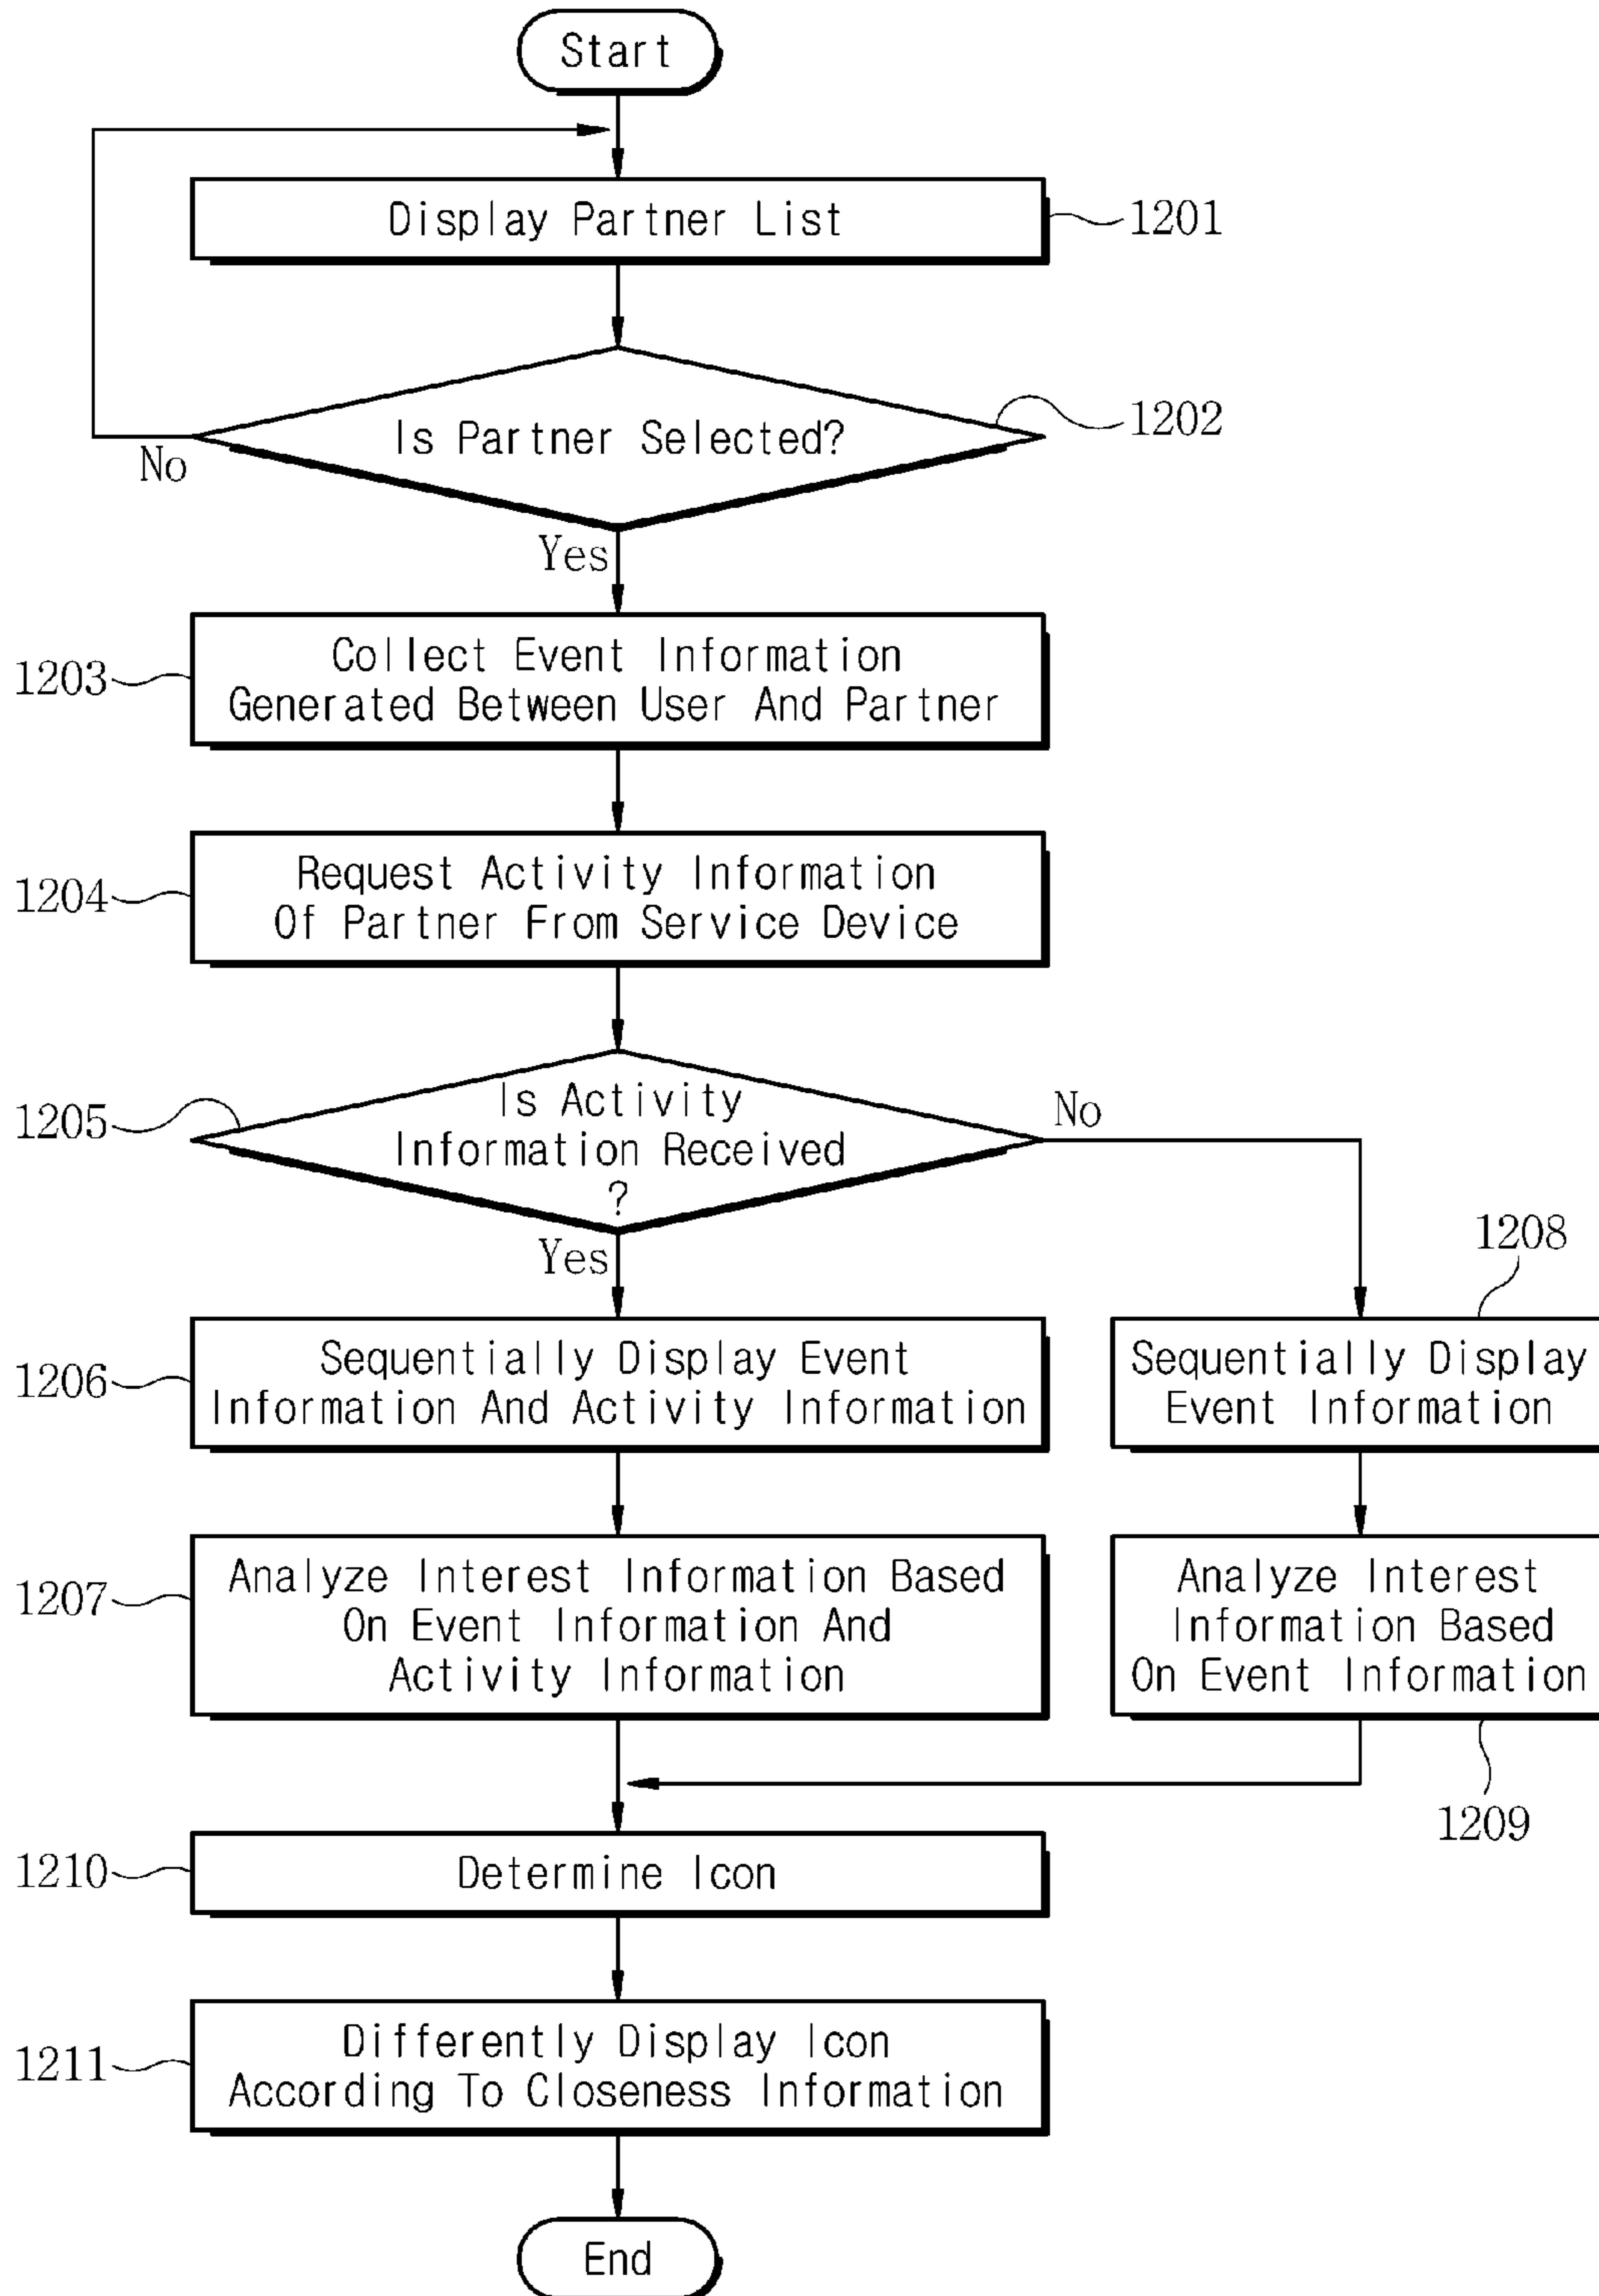 Start
Display Partner List
1201
Is Partner Selected?
1202
No
Yes
Collect Event Information
Generated Between User And Partner
1203
Request Activity Information
Of Partner From Service Device
1204
Is Activity
Information Received
?
1205
No
Yes
1208
Sequentially Display Event
Information And Activity Information
1206
Sequentially Display
Event Information
Analyze Interest Information Based
On Event Information And
Activity Information
1207
Analyze Interest
Information Based
On Event Information
1209
Determine Icon
1210
Differently Display Icon
According To Closeness Information
1211
End